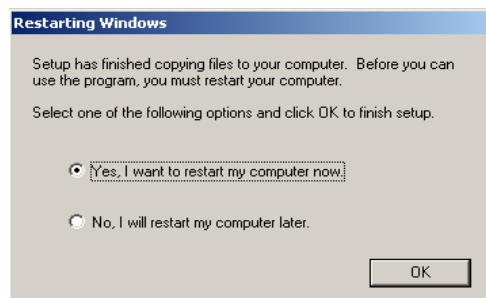 Restarting Windows
Setup has finished copying files to your computer. Before you can
use the program, you must restart your computer.
Select one of the following options and click OK to finish setup.
Yes, I want to restart my computer now.
No, I will restart my computer later.
OK